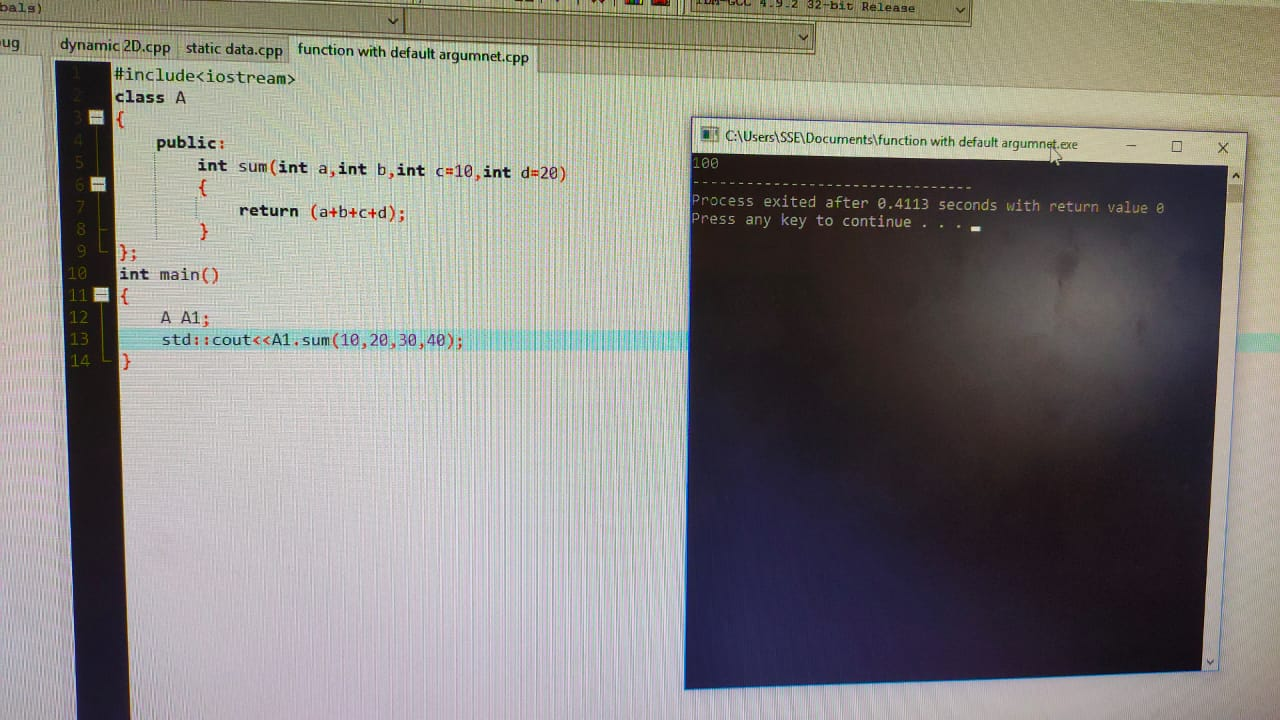 bals)
4.9.2 32-bit Release
ug
dynamic 2D.cpp static data.cpp function with default argumnet.cpp
1 #include<iostream>
2 class A
3 {
4 public:
5 int sum(int a,int b,int c=10,int d=20)
6 {
7 return (a+b+c+d);
8 }
9 };
10 int main()
11 {
12 A A1;
13 std::cout<<A1.sum(10,20,30,40);
14 }
C:\Users\SSE\Documents\function with default argumnet.exe
100
--------------------------------
Process exited after 0.4113 seconds with return value 0
Press any key to continue . . .